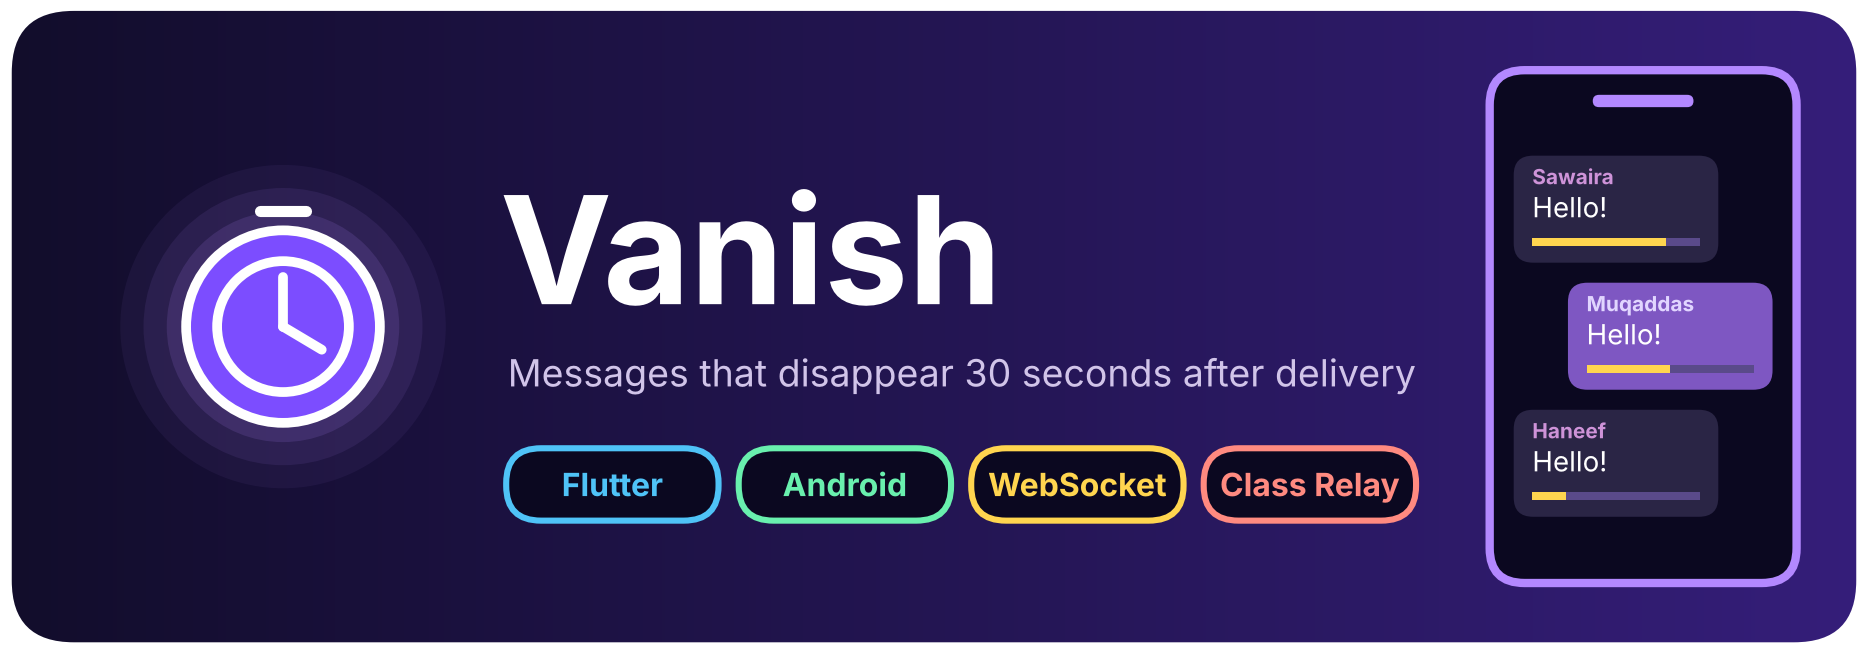 Vanish
Messages that disappear 30 seconds after delivery
Flutter
Android
WebSocket
Class Relay
Sawaira
Hello!
Muqaddas
Hello!
Haneef
Hello!